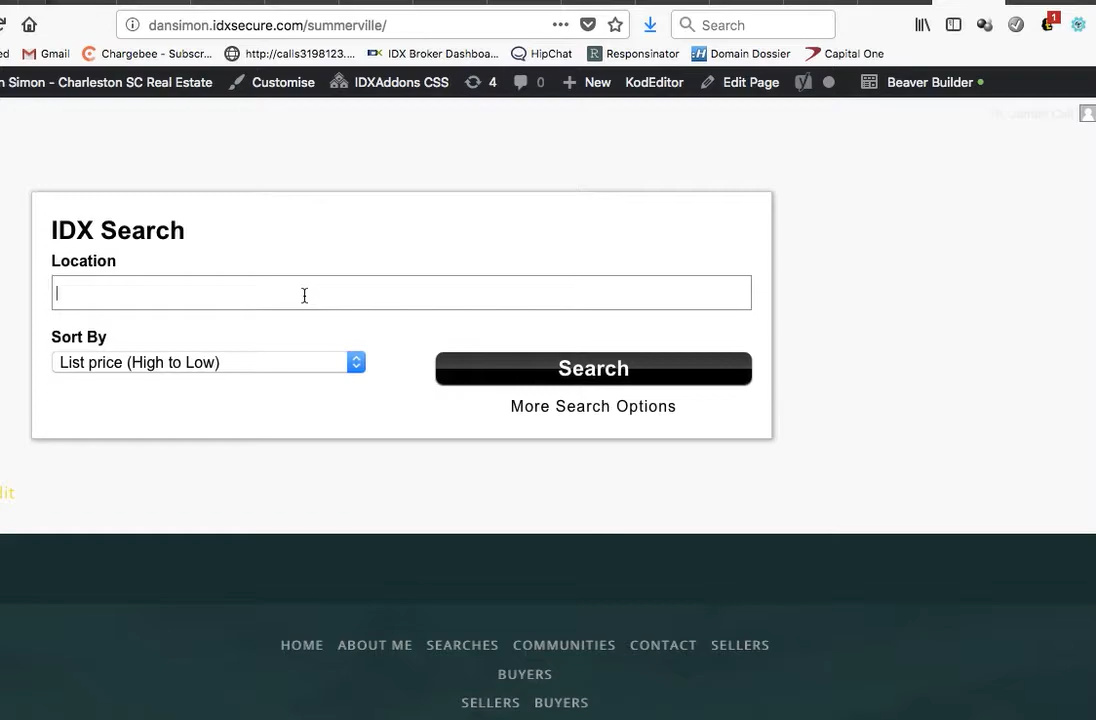 dansimon.idxsecure.com/summerville/
Search
1
Gmail Chargebee - Subscr... http://calls3198123.... IDX Broker Dashboa... HipChat Responsinator Domain Dossier Capital One
n Simon - Charleston SC Real Estate Customise IDXAddons CSS 4 0 New KodEditor Edit Page Beaver Builder
IDX Search
Location
Sort By
List price (High to Low)
Search
More Search Options
dit
HOME ABOUT ME SEARCHES COMMUNITIES CONTACT SELLERS
BUYERS
SELLERS BUYERS